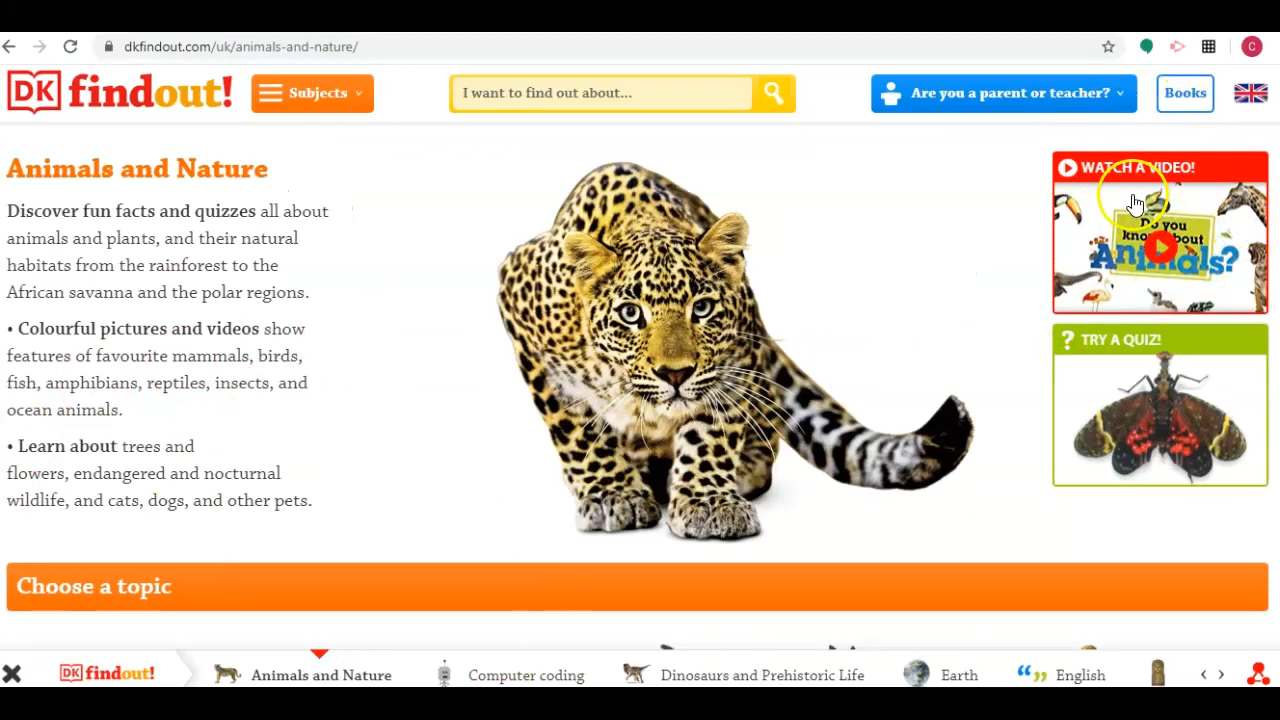 dkfindout.com/uk/animals-and-nature/
C
DK findout!
Subjects
I want to find out about...
Are you a parent or teacher?
Books
Animals and Nature
Discover fun facts and quizzes all about
animals and plants, and their natural
habitats from the rainforest to the
African savanna and the polar regions.
• Colourful pictures and videos show
features of favourite mammals, birds,
fish, amphibians, reptiles, insects, and
ocean animals.
• Learn about trees and
flowers, endangered and nocturnal
wildlife, and cats, dogs, and other pets.
WATCH A VIDEO!
Do you
know about
Animals?
? TRY A QUIZ!
Choose a topic
DK findout!
Animals and Nature
Computer coding
Dinosaurs and Prehistoric Life
Earth
English